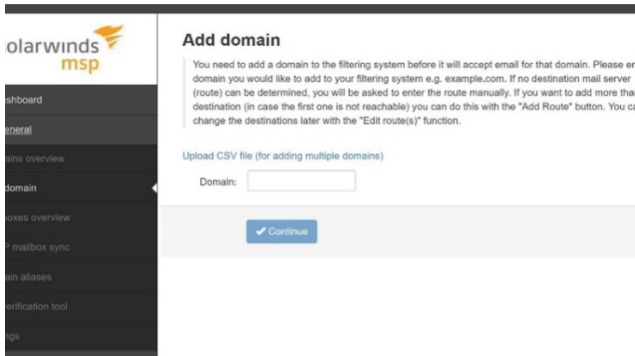 olarwinds
msp
Add domain
You need to add a domain to the filtering system before it will accept email for that domain. Please en
domain you would like to add to your filtering system e.g. example.com. If no destination mail server
(route) can be determined, you will be asked to enter the route manually. If you want to add more tha
destination (in case the first one is not reachable) you can do this with the "Add Route" button. You ca
change the destinations later with the "Edit route(s)" function.
Upload CSV file (for adding multiple domains)
Domain:
Continue
shboard
eneral
ains overview
domain
boxes overview
P mailbox sync
ain aliases
erification tool
ngs